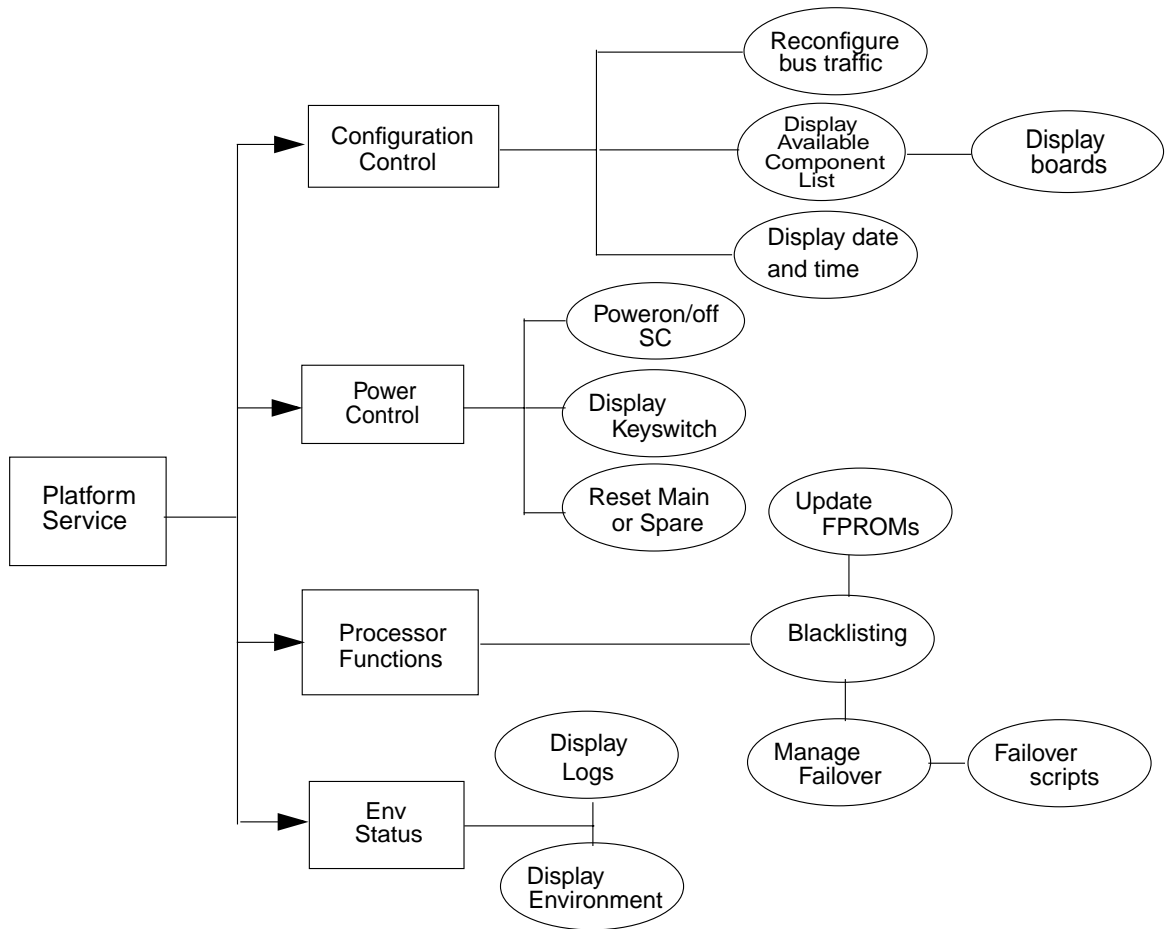 Reconfigure
bus traffic
Configuration
Control
Display
Available
Component
List
Display
boards
Display date
and time
Poweron/off
SC
Power
Control
Display
Keyswitch
Reset Main
or Spare
Platform
Service
Update
FPROMs
Processor
Functions
Blacklisting
Manage
Failover
Failover
scripts
Display
Logs
Env
Status
Display
Environment